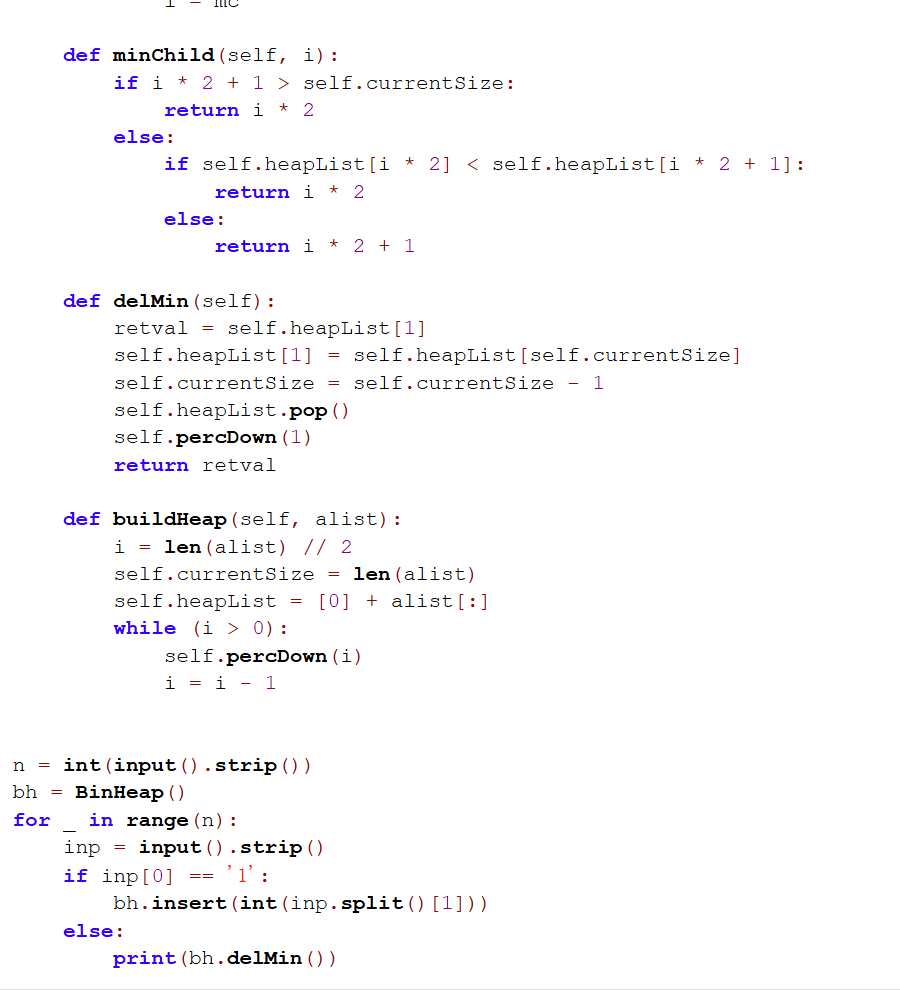 i = mc
def minChild(self, i):
if i * 2 + 1 > self.currentSize:
return i * 2
else:
if self.heapList[i * 2] < self.heapList[i * 2 + 1]:
return i * 2
else:
return i * 2 + 1
def delMin(self):
retval = self.heapList[1]
self.heapList[1] = self.heapList[self.currentSize]
self.currentSize = self.currentSize - 1
self.heapList.pop()
self.percDown(1)
return retval
def buildHeap(self, alist):
i = len(alist) // 2
self.currentSize = len(alist)
self.heapList = [0] + alist[:]
while (i > 0):
self.percDown(i)
i = i - 1
n = int(input().strip())
bh = BinHeap()
for _ in range(n):
inp = input().strip()
if inp[0] == '1':
bh.insert(int(inp.split()[1]))
else:
print(bh.delMin())